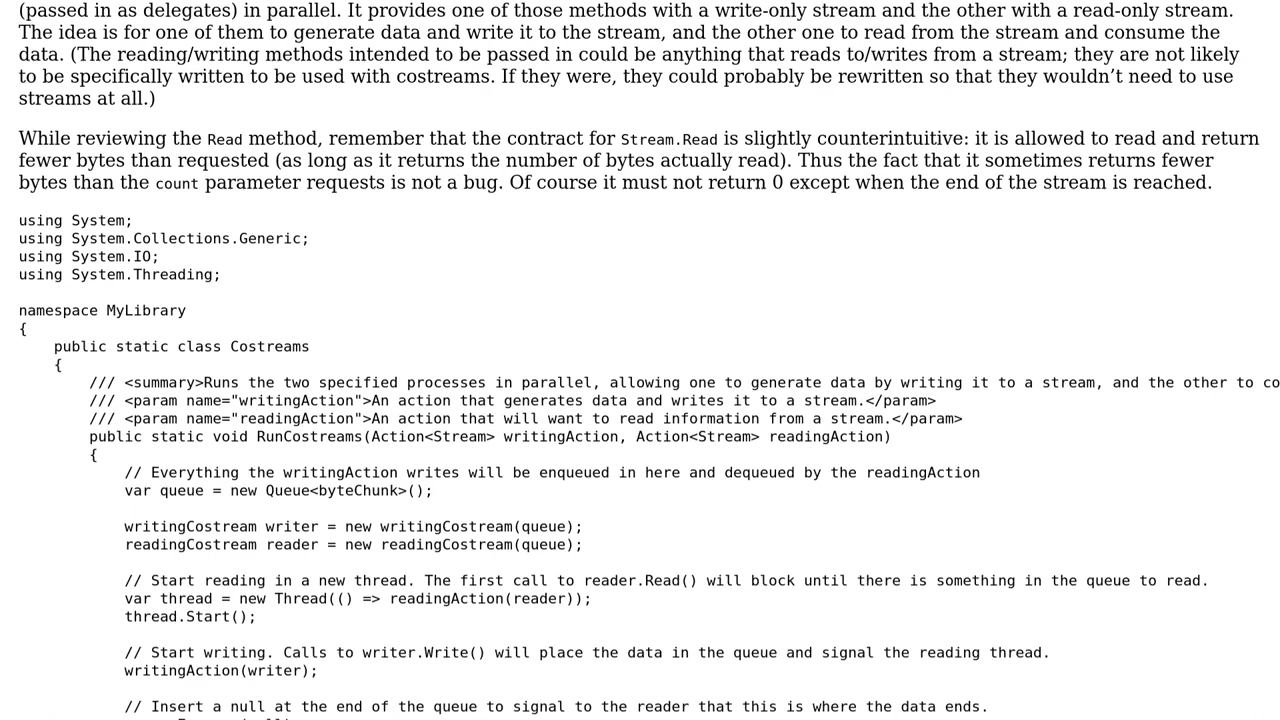 (passed in as delegates) in parallel. It provides one of those methods with a write-only stream and the other with a read-only stream.
The idea is for one of them to generate data and write it to the stream, and the other one to read from the stream and consume the
data. (The reading/writing methods intended to be passed in could be anything that reads to/writes from a stream; they are not likely
to be specifically written to be used with costreams. If they were, they could probably be rewritten so that they wouldn’t need to use
streams at all.)
While reviewing the Read method, remember that the contract for Stream.Read is slightly counterintuitive: it is allowed to read and return
fewer bytes than requested (as long as it returns the number of bytes actually read). Thus the fact that it sometimes returns fewer
bytes than the count parameter requests is not a bug. Of course it must not return 0 except when the end of the stream is reached.
using System;
using System.Collections.Generic;
using System.IO;
using System.Threading;
namespace MyLibrary
{
    public static class Costreams
    {
        /// <summary>Runs the two specified processes in parallel, allowing one to generate data by writing it to a stream, and the other to co
        /// <param name="writingAction">An action that generates data and writes it to a stream.</param>
        /// <param name="readingAction">An action that will want to read information from a stream.</param>
        public static void RunCostreams(Action<Stream> writingAction, Action<Stream> readingAction)
        {
            // Everything the writingAction writes will be enqueued in here and dequeued by the readingAction
            var queue = new Queue<byteChunk>();
            writingCostream writer = new writingCostream(queue);
            readingCostream reader = new readingCostream(queue);
            // Start reading in a new thread. The first call to reader.Read() will block until there is something in the queue to read.
            var thread = new Thread(() => readingAction(reader));
            thread.Start();
            // Start writing. Calls to writer.Write() will place the data in the queue and signal the reading thread.
            writingAction(writer);
            // Insert a null at the end of the queue to signal to the reader that this is where the data ends.